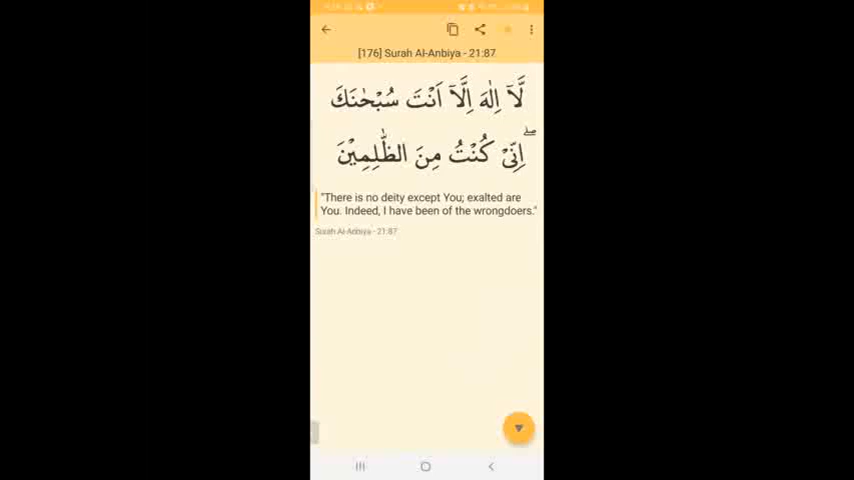 [176] Surah Al-Anbiya - 21:87
لَّآ اِلٰهَ اِلَّآ اَنْتَ سُبْحٰنَكَ
ۖ اِنِّىْ كُنْتُ مِنَ الظّٰلِمِيْنَ
"There is no deity except You; exalted are
You. Indeed, I have been of the wrongdoers."
Surah Al-Anbiya - 21:87